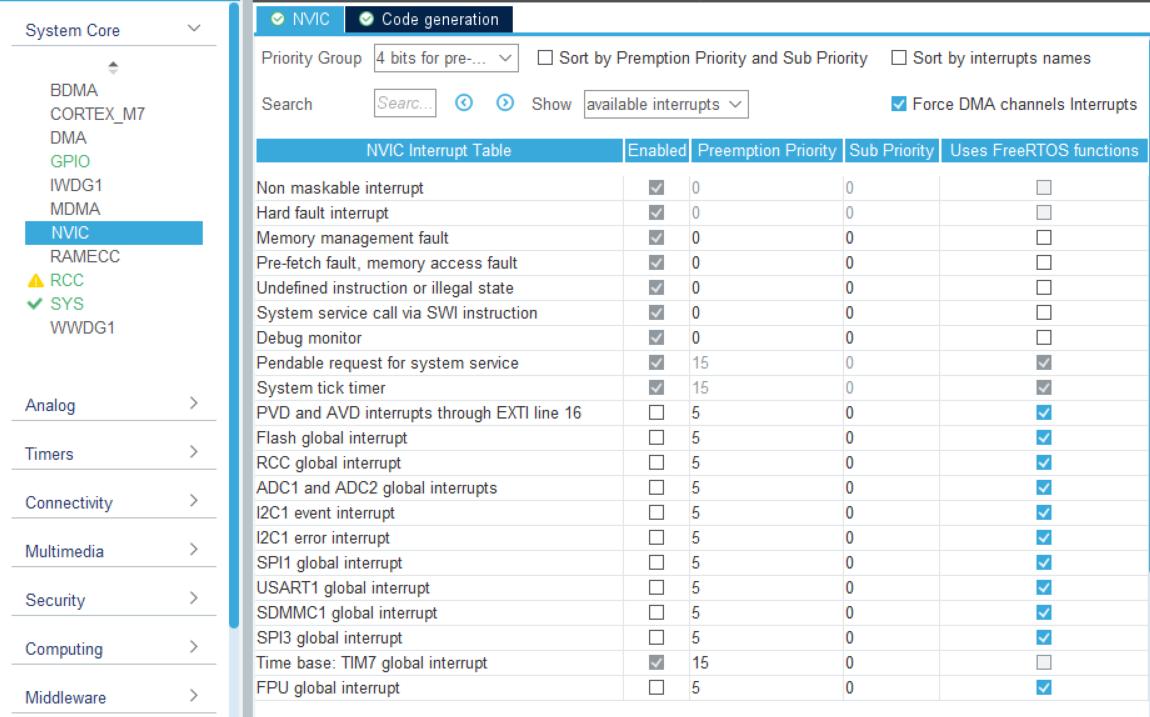 System Core
BDMA
CORTEX_M7
DMA
GPIO
IWDG1
MDMA
NVIC
RAMECC
RCC
SYS
WWDG1
Analog
Timers
Connectivity
Multimedia
Security
Computing
Middleware
NVIC Code generation
Priority Group 4 bits for pre-... Sort by Premption Priority and Sub Priority Sort by interrupts names
Search Searc... Show available interrupts Force DMA channels Interrupts
NVIC Interrupt Table Enabled Preemption Priority Sub Priority Uses FreeRTOS functions
Non maskable interrupt 0 0
Hard fault interrupt 0 0
Memory management fault 0 0
Pre-fetch fault, memory access fault 0 0
Undefined instruction or illegal state 0 0
System service call via SWI instruction 0 0
Debug monitor 0 0
Pendable request for system service 15 0
System tick timer 15 0
PVD and AVD interrupts through EXTI line 16 5 0
Flash global interrupt 5 0
RCC global interrupt 5 0
ADC1 and ADC2 global interrupts 5 0
I2C1 event interrupt 5 0
I2C1 error interrupt 5 0
SPI1 global interrupt 5 0
USART1 global interrupt 5 0
SDMMC1 global interrupt 5 0
SPI3 global interrupt 5 0
Time base: TIM7 global interrupt 15 0
FPU global interrupt 5 0